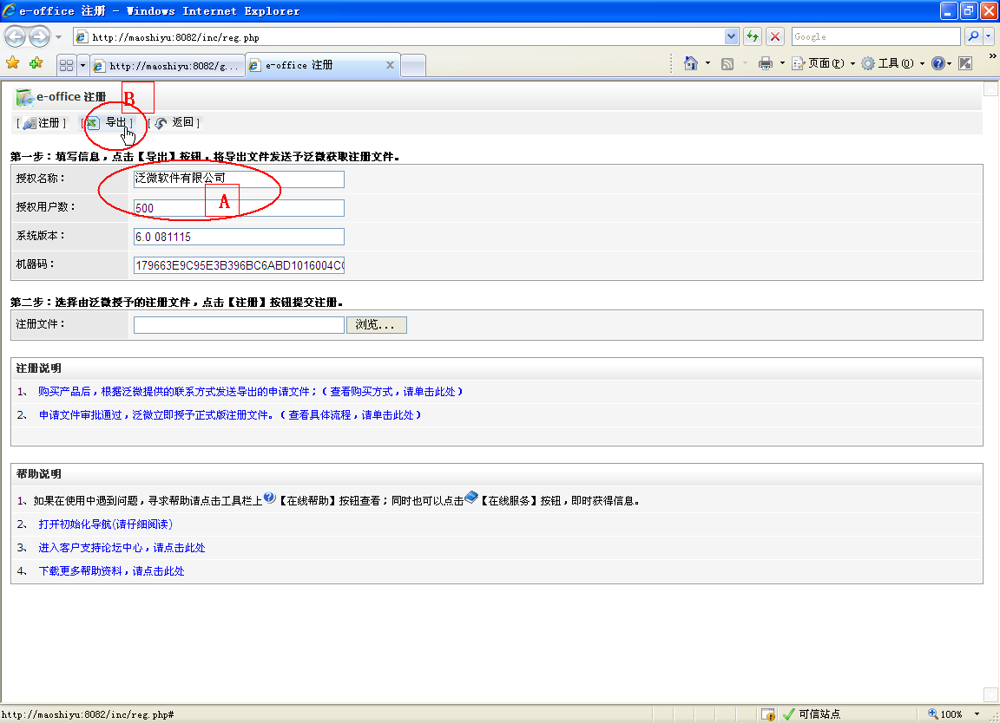 e-office 注册 - Windows Internet Explorer
http://maoshiyu:8082/inc/reg.php
Google
http://maoshiyu:8082/g...
e-office 注册
页面(P)
工具(O)
e-office 注册
B
[ 注册 ] [ 导出 ] [ 返回 ]
第一步：填写信息，点击【导出】按钮，将导出文件发送予泛微获取注册文件。
授权名称： 泛微软件有限公司
A
授权用户数： 500
系统版本： 6.0 081115
机器码： 179663E9C95E3B396BC6ABD1016004C
第二步：选择由泛微授予的注册文件，点击【注册】按钮提交注册。
注册文件： 浏览...
注册说明
1、 购买产品后，根据泛微提供的联系方式发送导出的申请文件；（查看购买方式，请单击此处）
2、 申请文件审批通过，泛微立即授予正式版注册文件。（查看具体流程，请单击此处）
帮助说明
1、如果在使用中遇到问题，寻求帮助请点击工具栏上【在线帮助】按钮查看；同时也可以点击【在线服务】按钮，即时获得信息。
2、 打开初始化导航(请仔细阅读)
3、 进入客户支持论坛中心，请点击此处
4、 下载更多帮助资料，请点击此处
http://maoshiyu:8082/inc/reg.php#
可信站点
100%